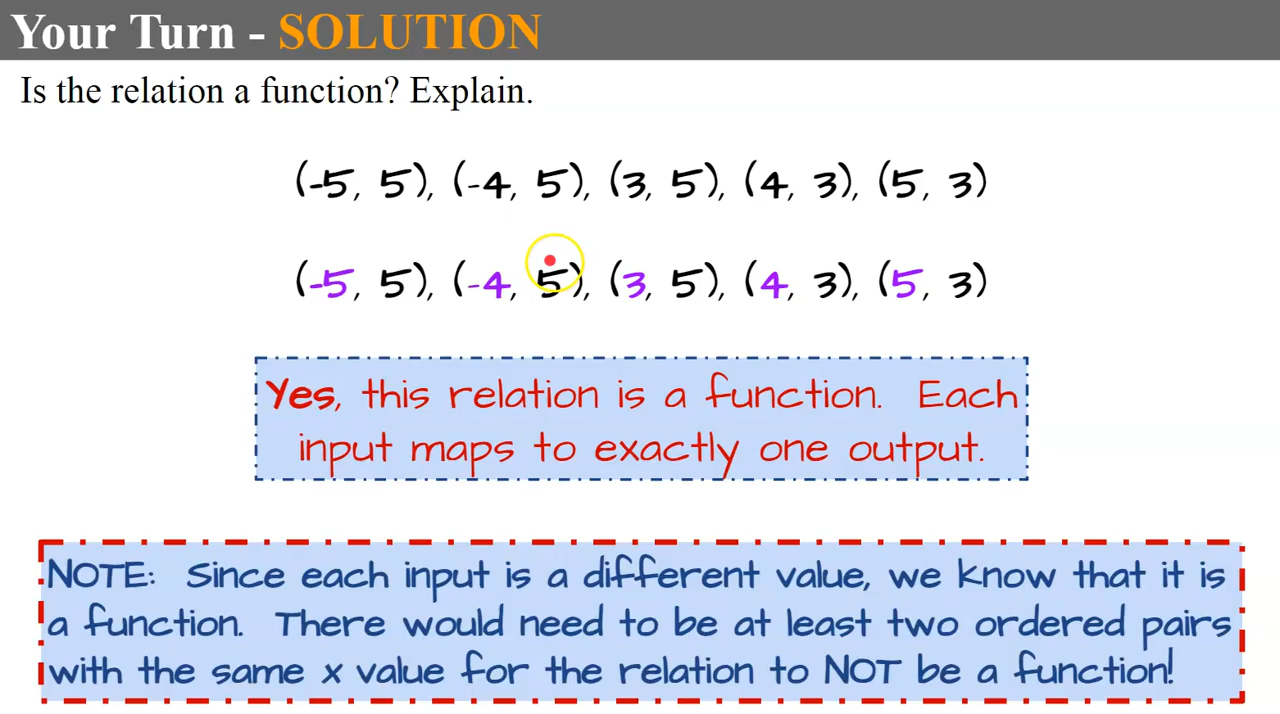 Your Turn - SOLUTION
Is the relation a function? Explain.
(-5, 5), (-4, 5), (3, 5), (4, 3), (5, 3)
(-5, 5), (-4, 5), (3, 5), (4, 3), (5, 3)
Yes, this relation is a function. Each
input maps to exactly one output.
NOTE: Since each input is a different value, we know that it is
a function. There would need to be at least two ordered pairs
with the same x value for the relation to NOT be a function!